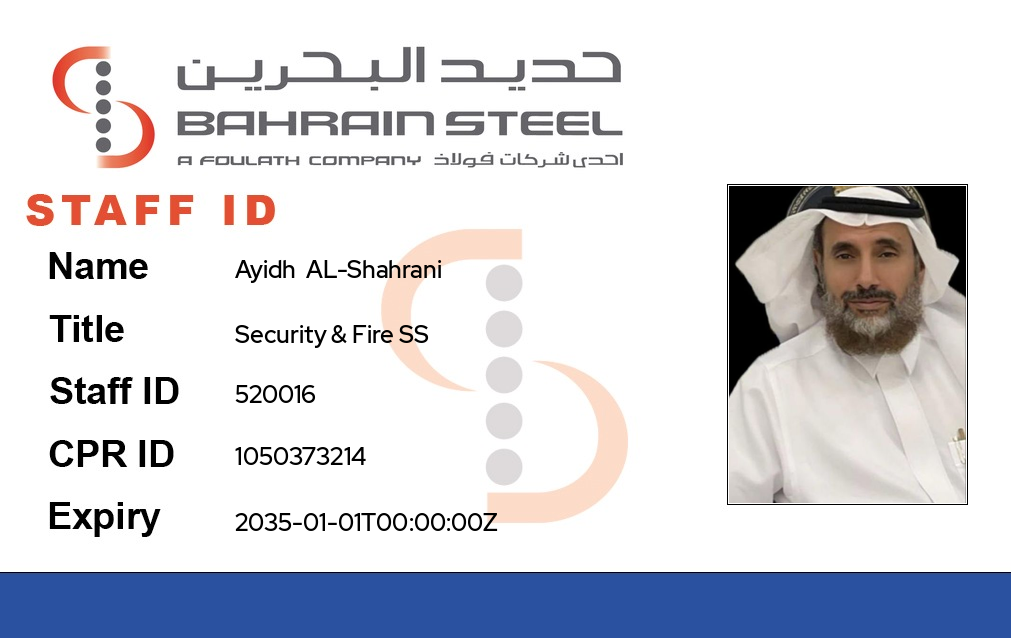 حديد البحرين
BAHRAIN STEEL
A FOULATH COMPANY احدى شركات فولاذ
STAFF ID
Name Ayidh AL-Shahrani
Title Security & Fire SS
Staff ID 520016
CPR ID 1050373214
Expiry 2035-01-01T00:00:00Z